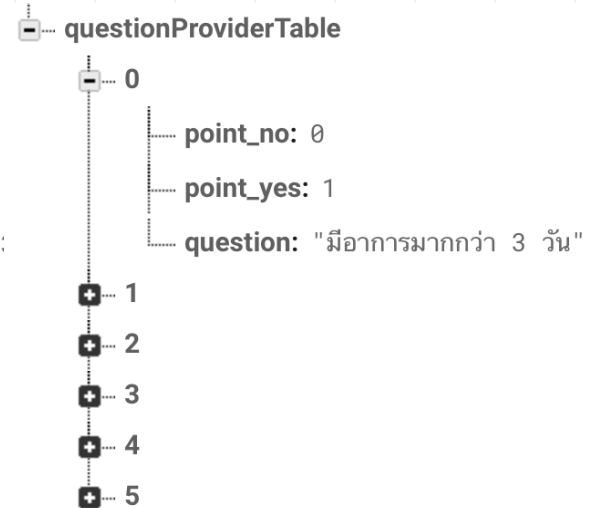 questionProviderTable
0
point_no: 0
point_yes: 1
question: "มีอาการมากกว่า 3 วัน"
1
2
3
4
5